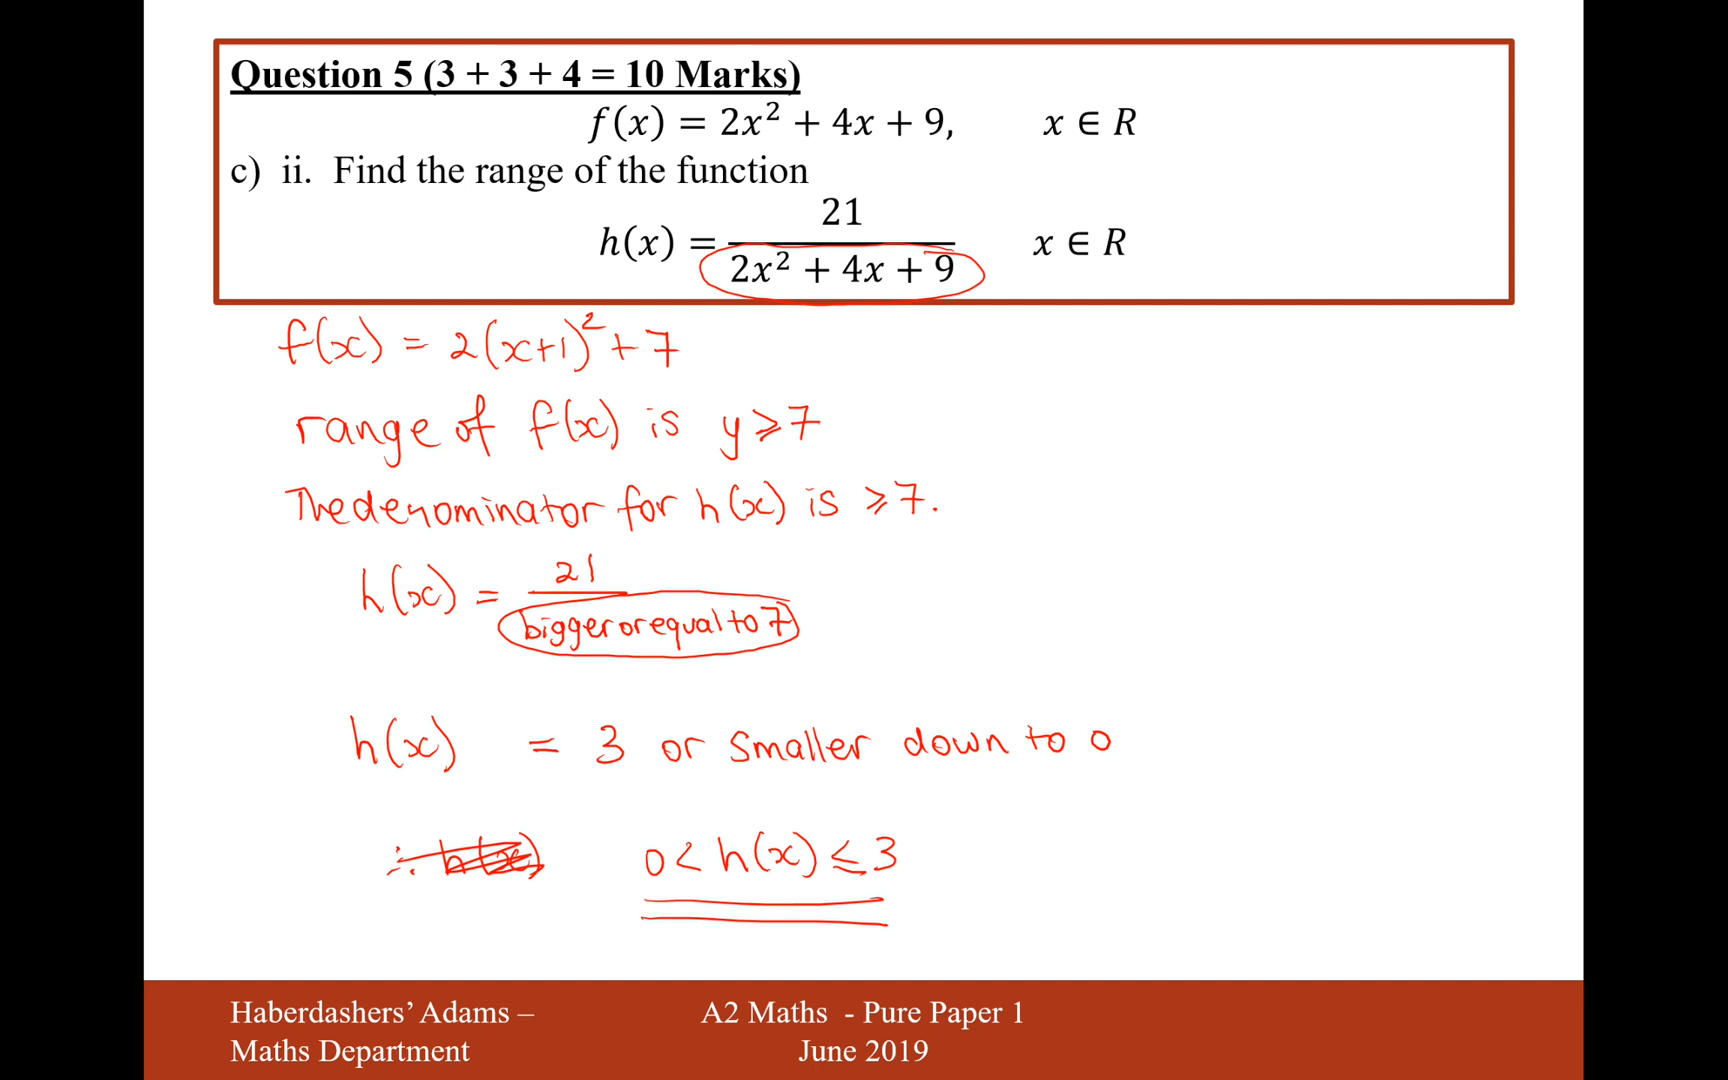 Question 5 (3 + 3 + 4 = 10 Marks)
f(x) = 2x² + 4x + 9, x ∈ R
c) ii. Find the range of the function
h(x) = 21 / (2x² + 4x + 9) x ∈ R
f(x) = 2(x+1)² + 7
range of f(x) is y ⩾ 7
The denominator for h(x) is ⩾ 7.
h(x) = 21 / bigger or equal to 7
h(x) = 3 or smaller down to 0
∴ h(x) 0 < h(x) ≤ 3
Haberdashers’ Adams –
Maths Department
A2 Maths - Pure Paper 1
June 2019